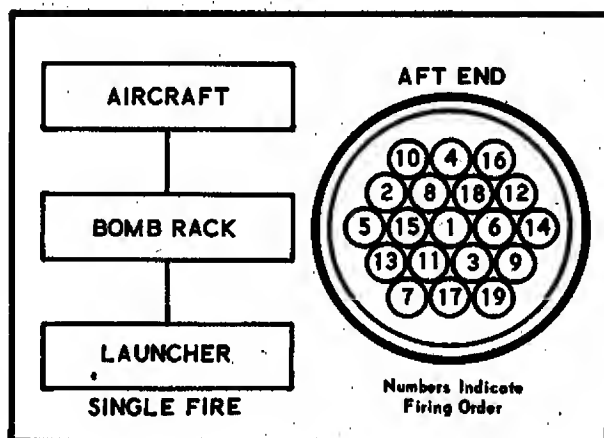 AIRCRAFT
BOMB RACK
LAUNCHER
SINGLE FIRE
AFT END
10 4 16
2 8 18 12
5 15 1 6 14
13 11 3 9
7 17 19
Numbers Indicate
Firing Order